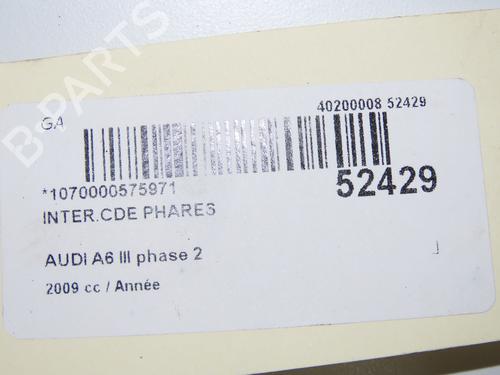 GA
40200008 52429
*1070000575971
52429
INTER.CDE PHARES
AUDI A6 III phase 2
2009 cc / Année
B-PARTS